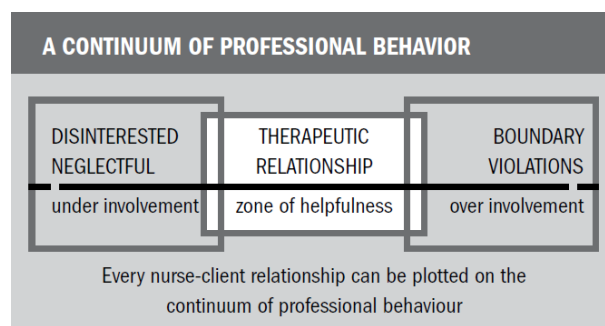 A CONTINUUM OF PROFESSIONAL BEHAVIOR
DISINTERESTED
NEGLECTFUL
under involvement
THERAPEUTIC
RELATIONSHIP
zone of helpfulness
BOUNDARY
VIOLATIONS
over involvement
Every nurse-client relationship can be plotted on the
continuum of professional behaviour